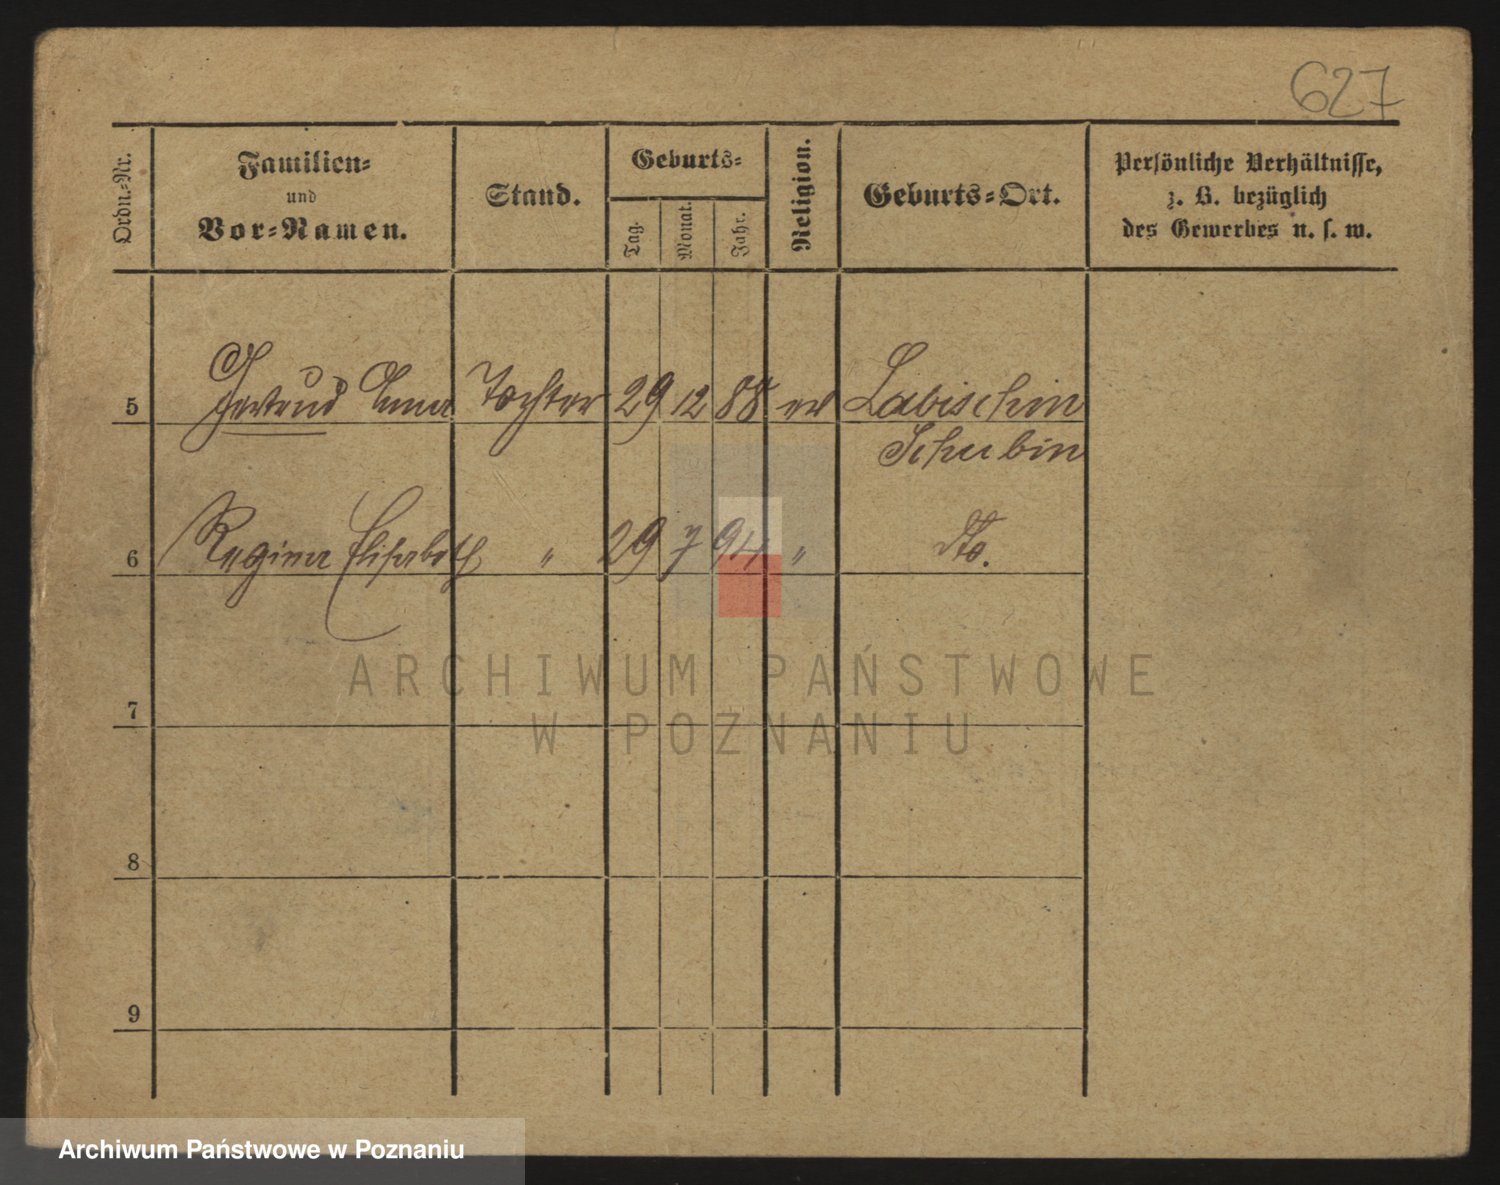 627
Ordn.-Nr.
Familien-
und
Vor-Namen.
Stand.
Geburts-
Tag.
Monat.
Jahr.
Religion.
Geburts-Ort.
Persönliche Verhältnisse,
z. B. bezüglich
des Gewerbes u. s. w.
5 Gertrud Anna Tochter 29 12 88 ev Labischin
Schubin
6 Regina Elisabeth " 29 7 94 " dto.
7
8
9
ARCHIWUM PAŃSTWOWE
W POZNANIU
Archiwum Państwowe w Poznaniu